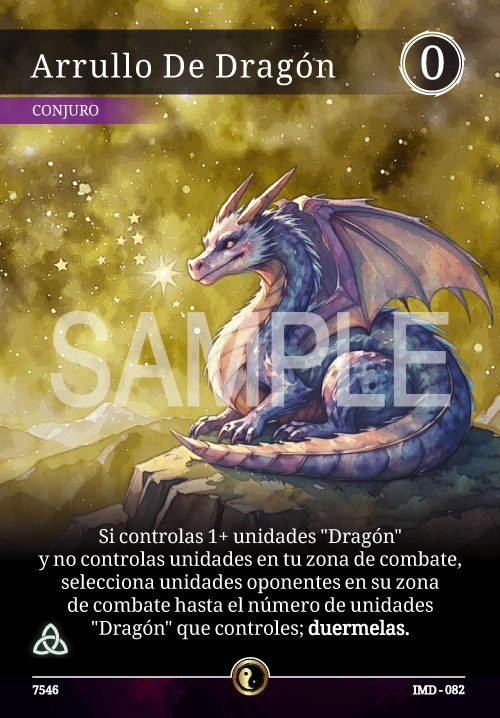 Arrullo De Dragón
0
CONJURO
SAMPLE
Si controlas 1+ unidades "Dragón"
y no controlas unidades en tu zona de combate,
selecciona unidades oponentes en su zona
de combate hasta el número de unidades
"Dragón" que controles; duermelas.
7546
IMD - 082